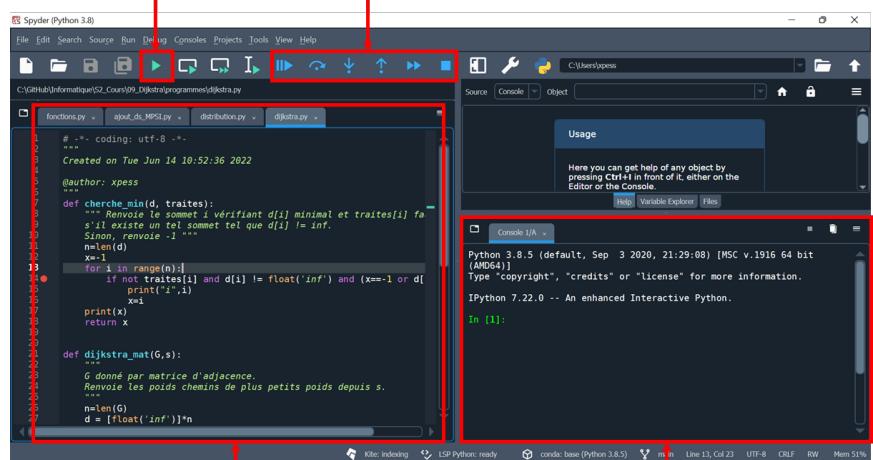 Spyder (Python 3.8)
File Edit Search Source Run Debug Consoles Projects Tools View Help
C:\Users\xpess
C:\GitHub\Informatique\S2_Cours\09_Dijkstra\programmes\dijkstra.py
Source Console Object
fonctions.py ajout_ds_MPSI.py distribution.py dijkstra.py
1 # -*- coding: utf-8 -*-
2 """
3 Created on Tue Jun 14 10:52:36 2022
4
5 @author: xpess
6 """
7 def cherche_min(d, traites):
8 """ Renvoie le sommet i vérifiant d[i] minimal et traites[i] fa
9 s'il existe un tel sommet tel que d[i] != inf.
10 Sinon, renvoie -1 """
11 n=len(d)
12 x=-1
13 for i in range(n):
14 if not traites[i] and d[i] != float('inf') and (x==-1 or d[
15 print("i",i)
16 x=i
17 print(x)
18 return x
19
20
21 def dijkstra_mat(G,s):
22 """
23 G donné par matrice d'adjacence.
24 Renvoie les poids chemins de plus petits poids depuis s.
25 """
26 n=len(G)
27 d = [float('inf')]*n
Usage
Here you can get help of any object by
pressing Ctrl+I in front of it, either on the
Editor or the Console.
Help Variable Explorer Files
Console 1/A
Python 3.8.5 (default, Sep 3 2020, 21:29:08) [MSC v.1916 64 bit
(AMD64)]
Type "copyright", "credits" or "license" for more information.
IPython 7.22.0 -- An enhanced Interactive Python.
In [1]:
Kite: indexing LSP Python: ready conda: base (Python 3.8.5) main Line 13, Col 23 UTF-8 CRLF RW Mem 51%